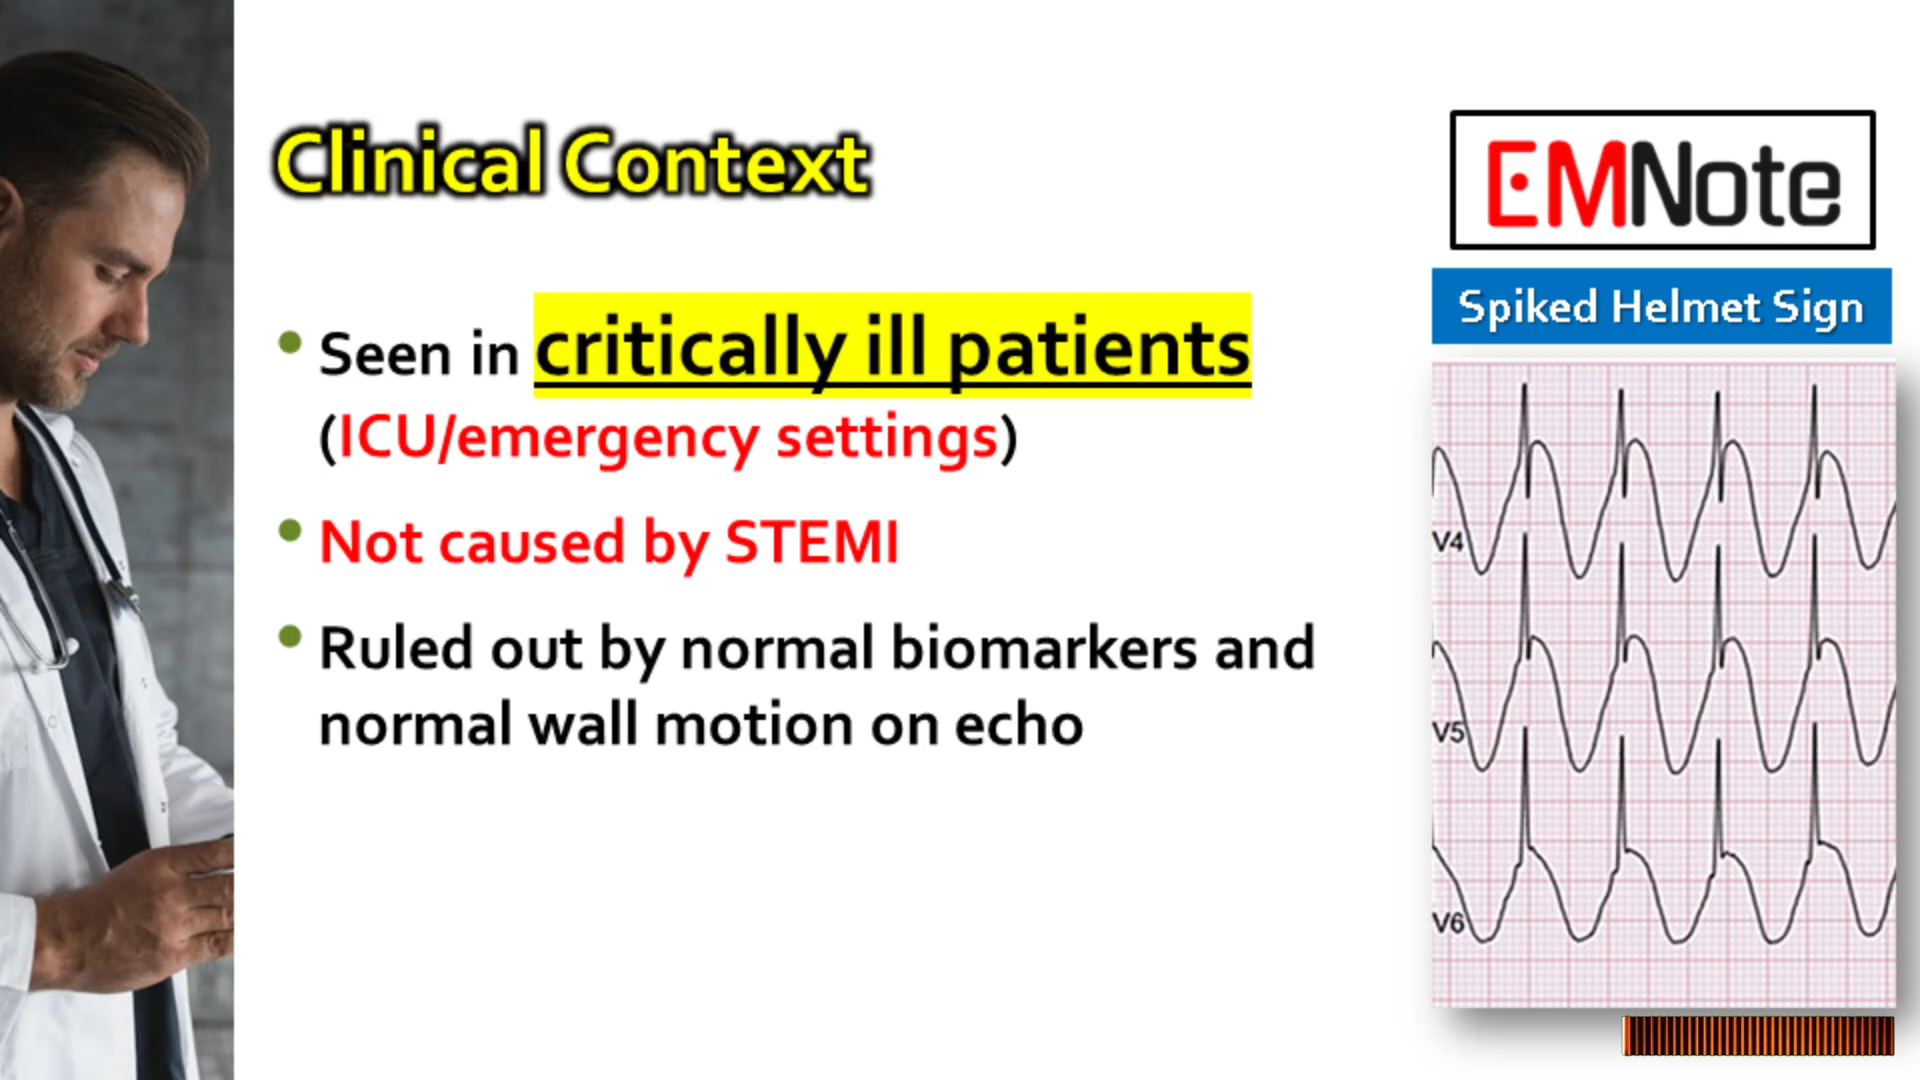 Clinical Context
• Seen in critically ill patients
(ICU/emergency settings)
• Not caused by STEMI
• Ruled out by normal biomarkers and
normal wall motion on echo
EMNote
Spiked Helmet Sign
V4
V5
V6